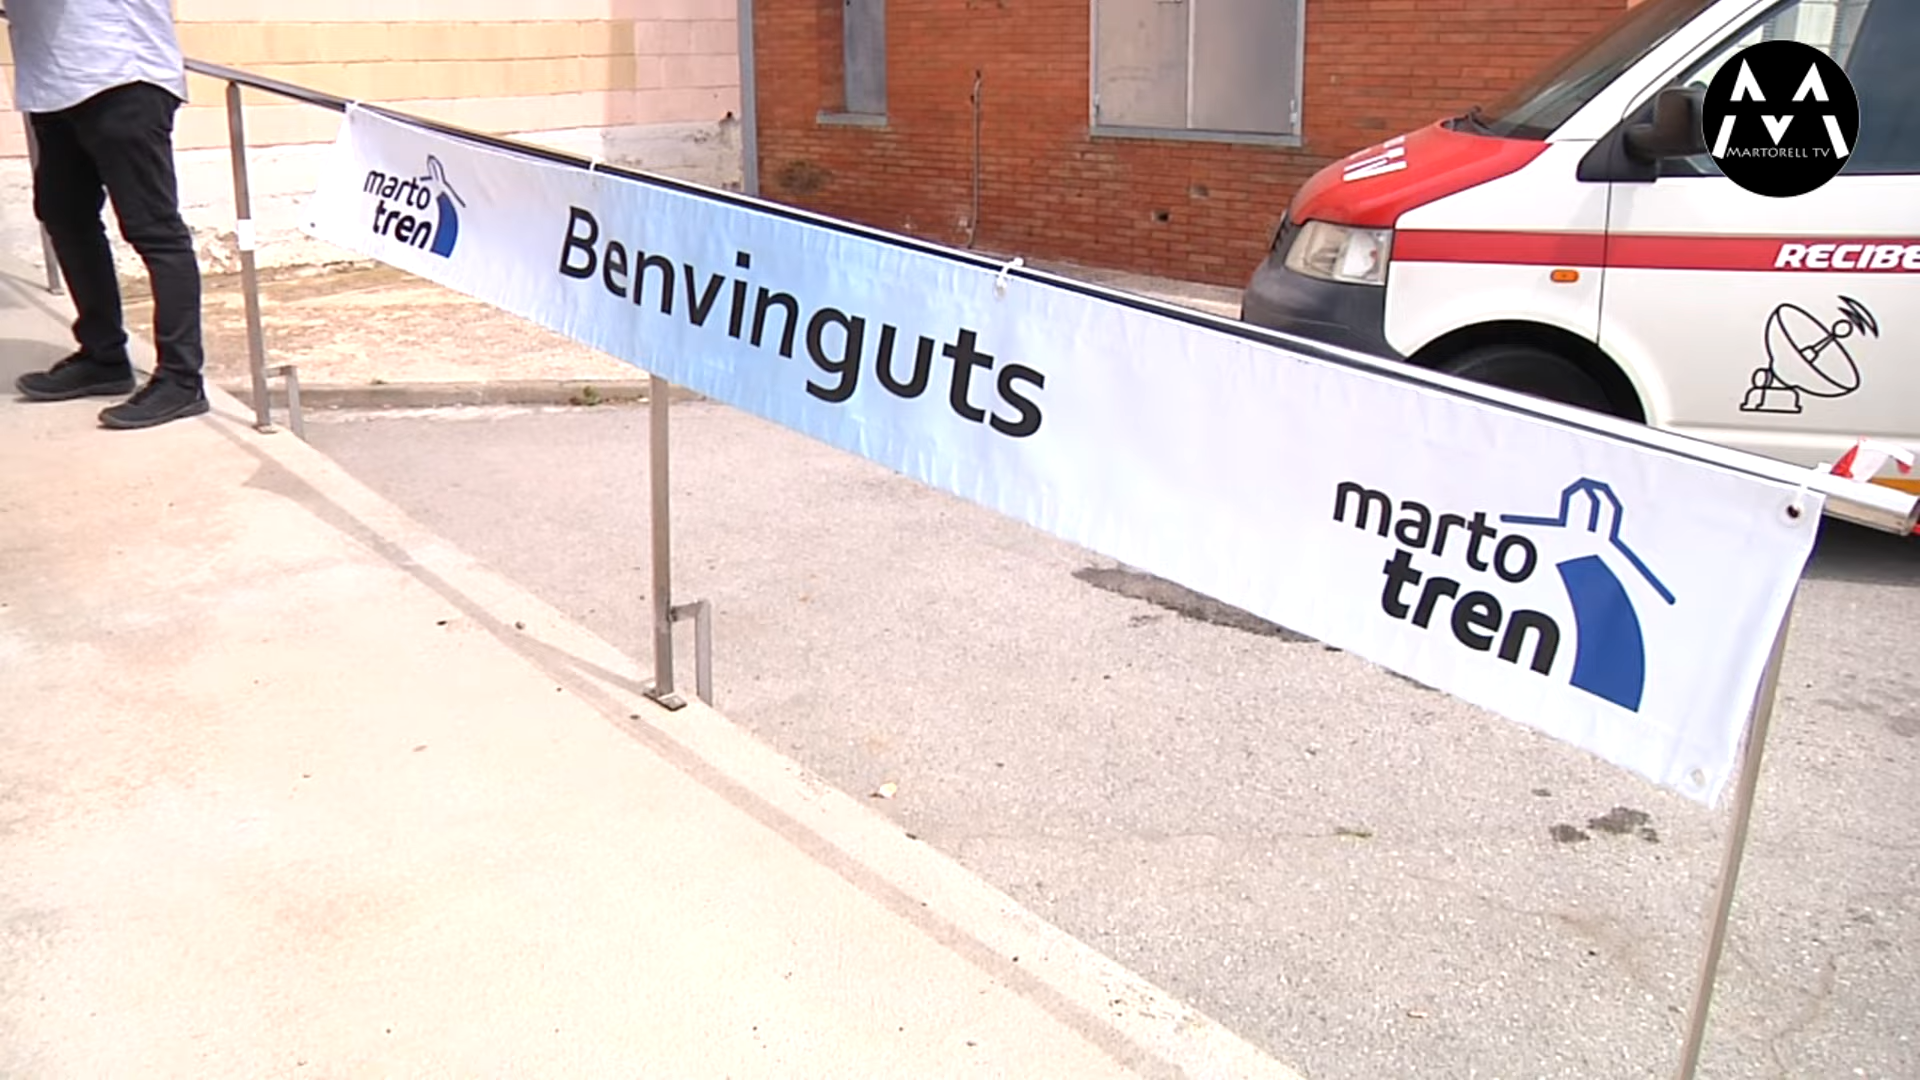 MARTORELL TV
marto
tren
Benvinguts
marto
tren
RECIBE